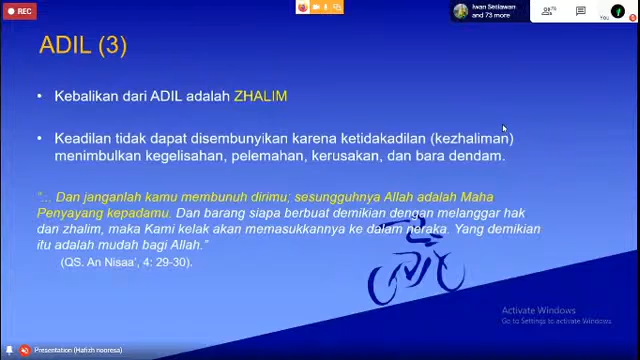 REC
Iwan Setiawan
and 73 more
YOU
ADIL (3)
• Kebalikan dari ADIL adalah ZHALIM
• Keadilan tidak dapat disembunyikan karena ketidakadilan (kezhaliman)
menimbulkan kegelisahan, pelemahan, kerusakan, dan bara dendam.
“... Dan janganlah kamu membunuh dirimu; sesungguhnya Allah adalah Maha
Penyayang kepadamu. Dan barang siapa berbuat demikian dengan melanggar hak
dan zhalim, maka Kami kelak akan memasukkannya ke dalam neraka. Yang demikian
itu adalah mudah bagi Allah.”
(QS. An Nisaa’, 4: 29-30).
Activate Windows
Go to Settings to activate Windows.
Presentation (Hafizh nooresa)